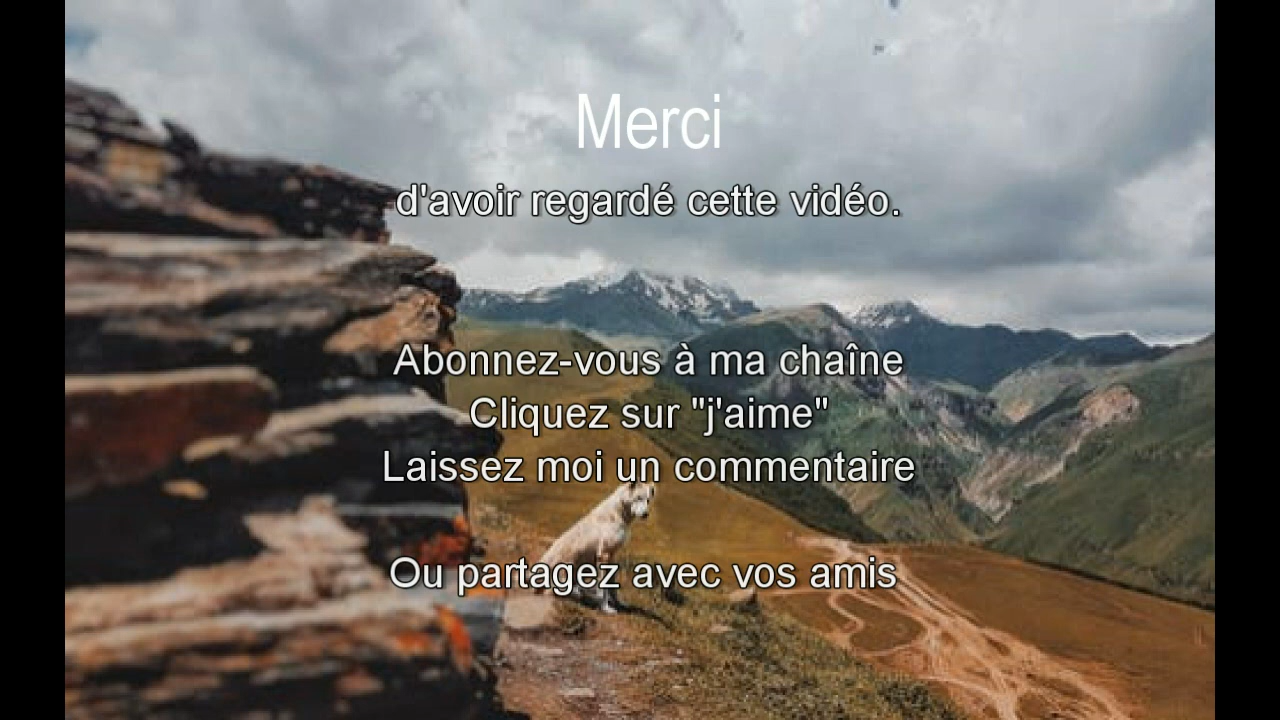 Merci
d'avoir regardé cette vidéo.
Abonnez-vous à ma chaîne
Cliquez sur "j'aime"
Laissez moi un commentaire
Ou partagez avec vos amis